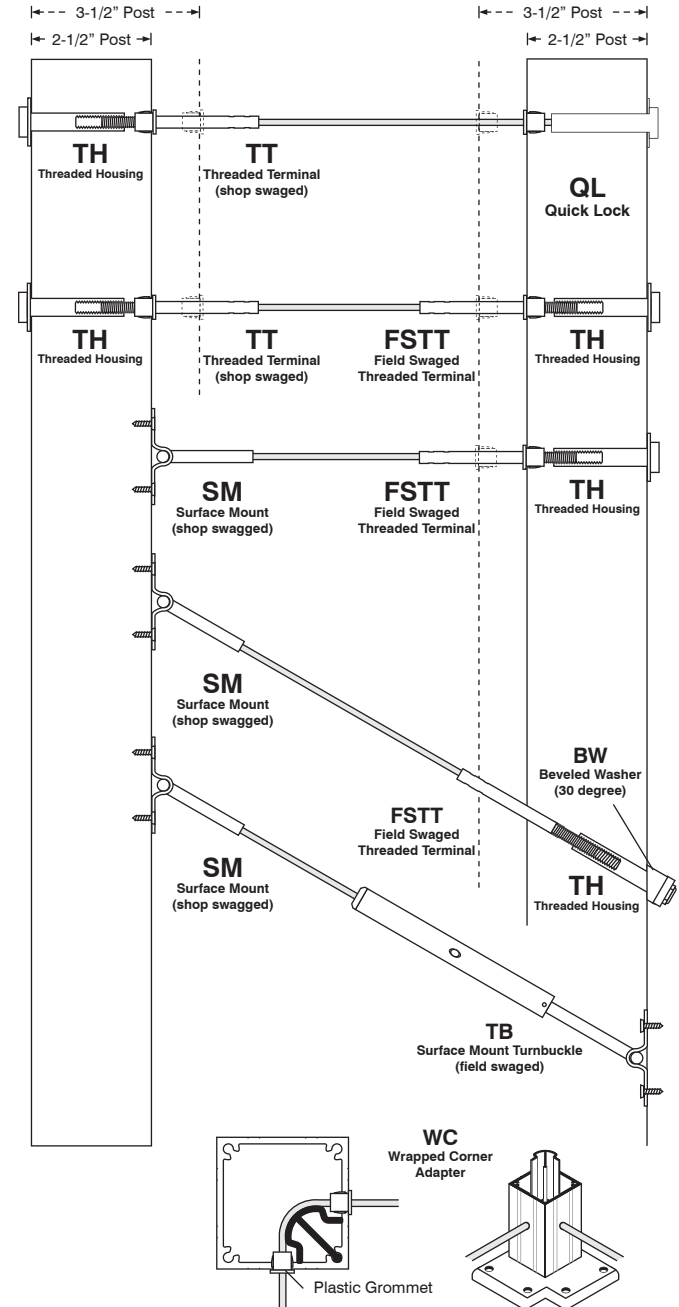 3-1/2” Post
3-1/2” Post
2-1/2” Post
2-1/2” Post
TH
Threaded Housing
TT
Threaded Terminal
(shop swaged)
QL
Quick Lock
TH
Threaded Housing
TT
Threaded Terminal
(shop swaged)
FSTT
Field Swaged
Threaded Terminal
TH
Threaded Housing
SM
Surface Mount
(shop swagged)
FSTT
Field Swaged
Threaded Terminal
TH
Threaded Housing
SM
Surface Mount
(shop swagged)
BW
Beveled Washer
(30 degree)
FSTT
Field Swaged
Threaded Terminal
SM
Surface Mount
(shop swagged)
TH
Threaded Housing
TB
Surface Mount Turnbuckle
(field swaged)
WC
Wrapped Corner
Adapter
Plastic Grommet